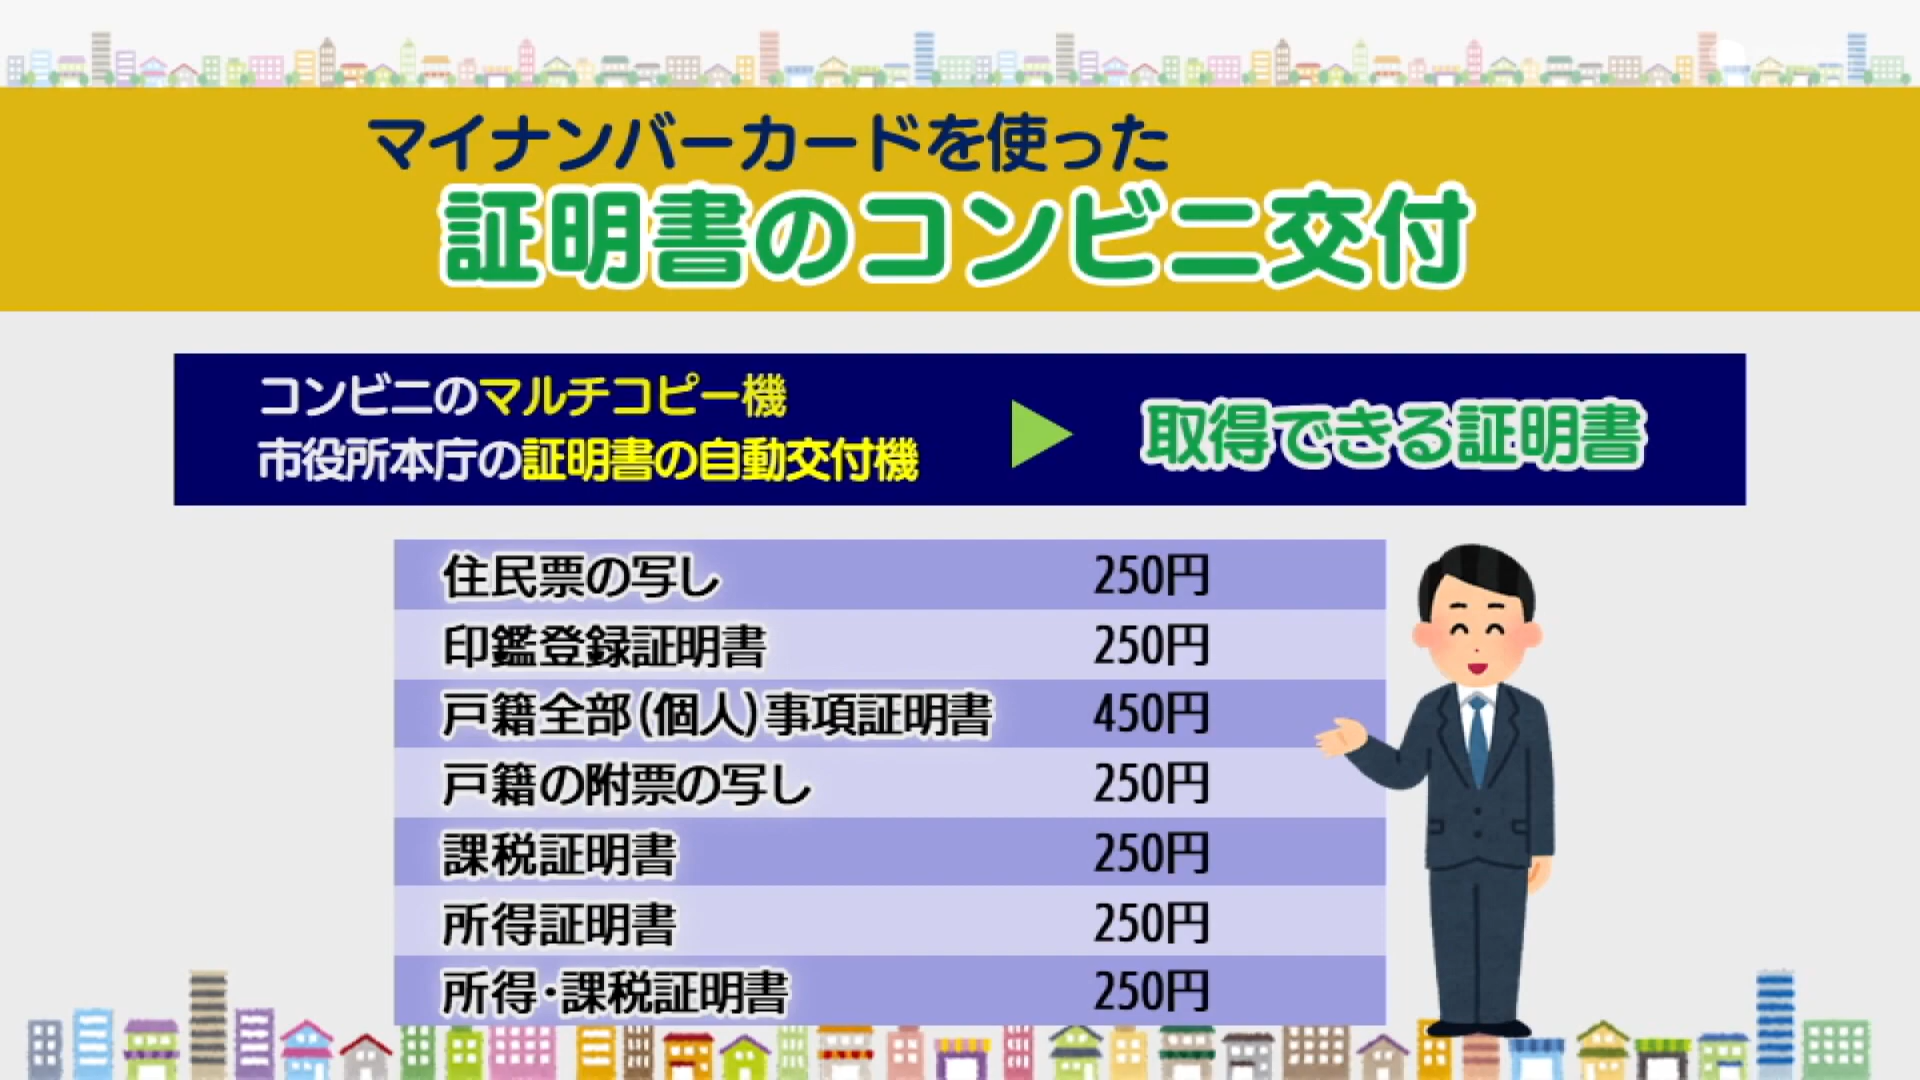 マイナンバーカードを使った
証明書のコンビニ交付
コンビニのマルチコピー機
市役所本庁の証明書の自動交付機
取得できる証明書
住民票の写し 250円
印鑑登録証明書 250円
戸籍全部(個人)事項証明書 450円
戸籍の附票の写し 250円
課税証明書 250円
所得証明書 250円
所得・課税証明書 250円